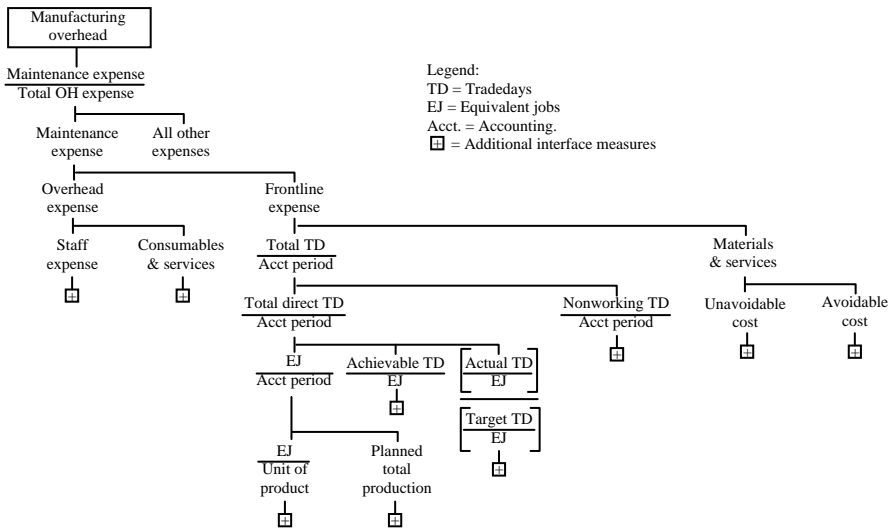 Manufacturing
overhead
Maintenance expense
Total OH expense
Legend:
TD = Tradedays
EJ = Equivalent jobs
Acct. = Accounting.
+ = Additional interface measures
Maintenance
expense
All other
expenses
Overhead
expense
Frontline
expense
Staff
expense
Consumables
& services
Total TD
Acct period
Materials
& services
+
+
Total direct TD
Acct period
Nonworking TD
Acct period
Unavoidable
cost
Avoidable
cost
+
+
+
EJ
Acct period
Achievable TD
EJ
Actual TD
EJ
+
Target TD
EJ
+
EJ
Unit of
product
Planned
total
production
+
+